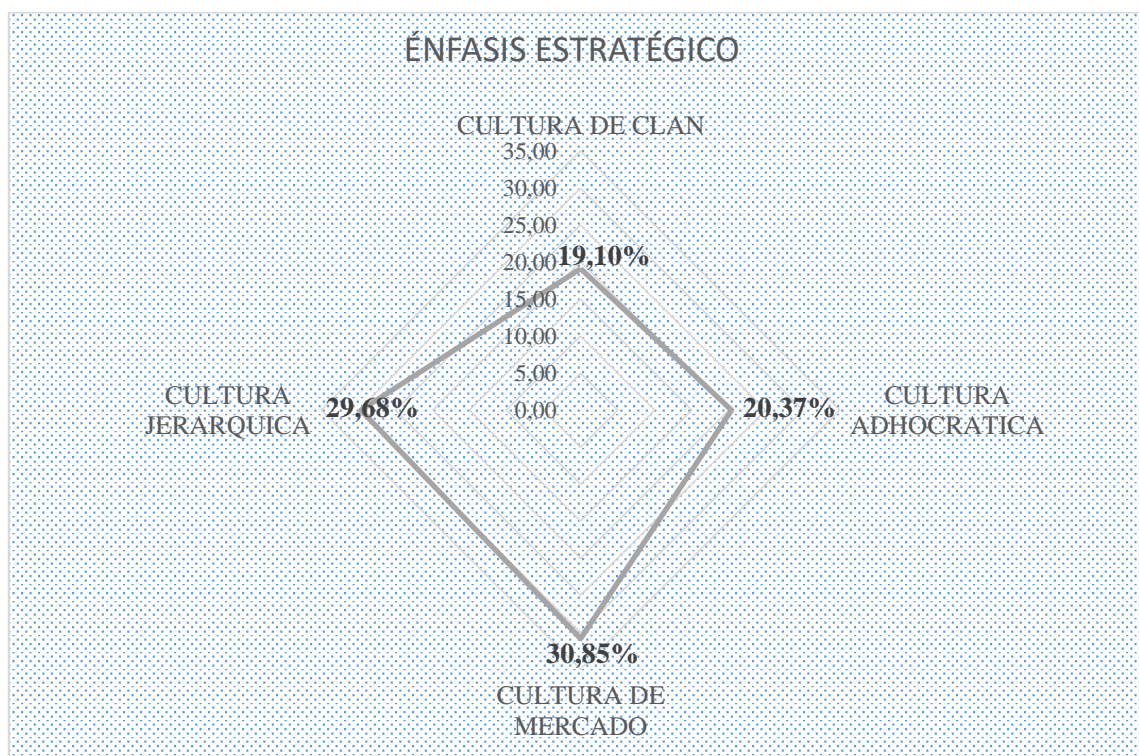 ÉNFASIS ESTRATÉGICO
CULTURA DE CLAN
35,00
30,00
25,00
20,00
19,10%
15,00
10,00
5,00
0,00
CULTURA
JERARQUICA
29,68%
20,37%
CULTURA
ADHOCRATICA
30,85%
CULTURA DE
MERCADO